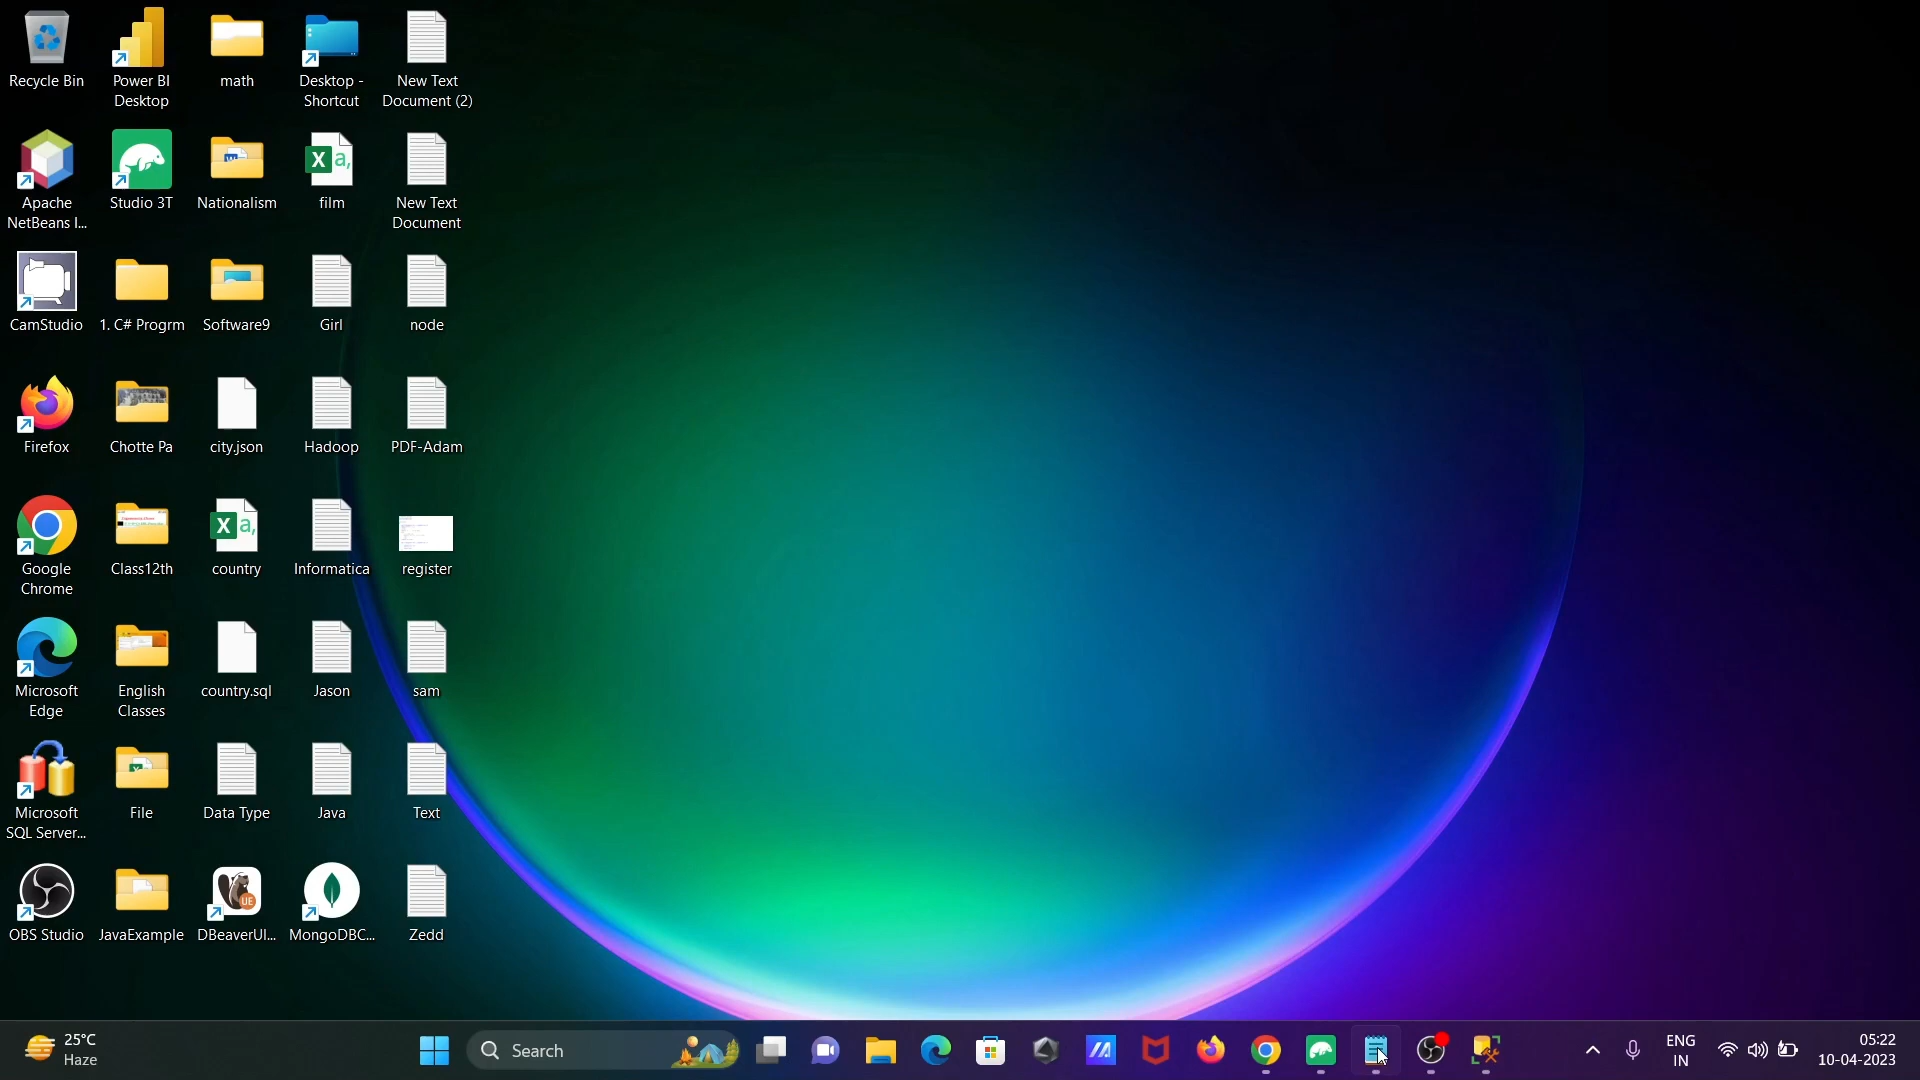 Recycle Bin
Power BI
Desktop
math
Desktop -
Shortcut
New Text
Document (2)
Apache
NetBeans I...
Studio 3T
Nationalism
film
New Text
Document
CamStudio
1. C# Progrm
Software9
Girl
node
Firefox
Chotte Pa
city.json
Hadoop
PDF-Adam
Google
Chrome
Class12th
country
Informatica
register
Microsoft
Edge
English
Classes
country.sql
Jason
sam
Microsoft
SQL Server...
File
Data Type
Java
Text
OBS Studio
JavaExample
DBeaverUl...
MongoDBC...
Zedd
25°C
Haze
Search
ENG
IN
05:22
10-04-2023